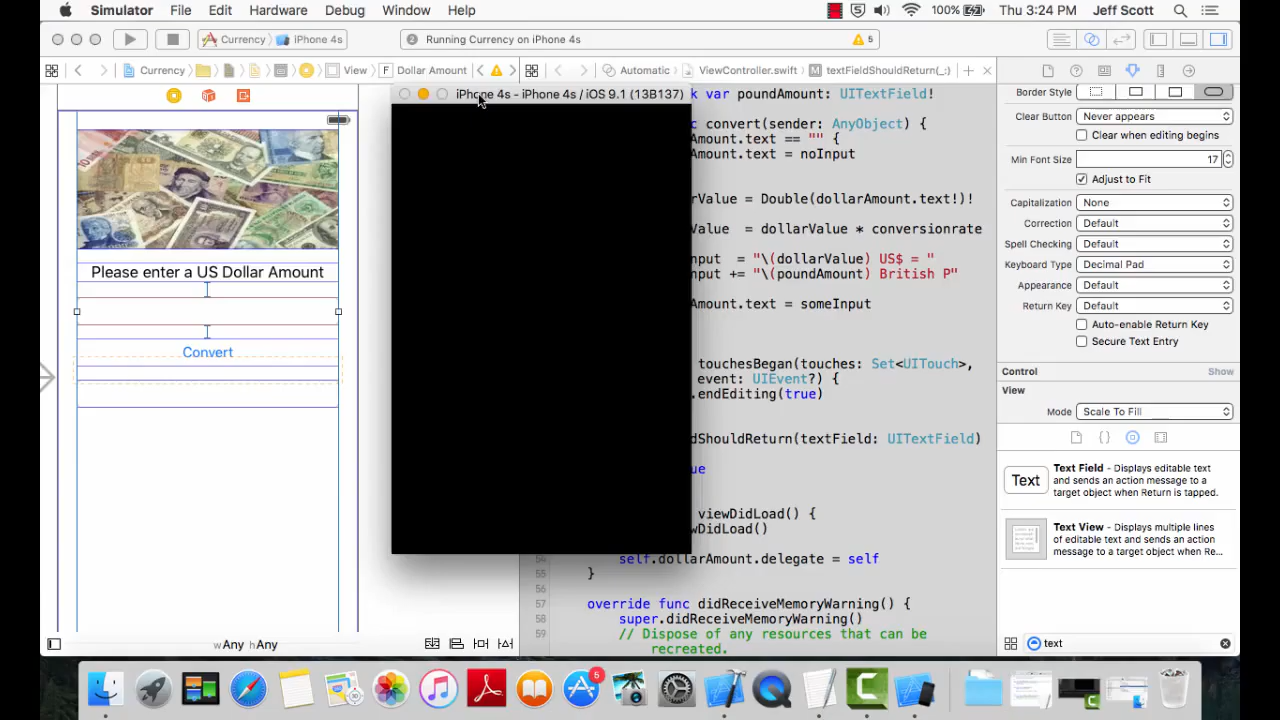 Simulator File Edit Hardware Debug Window Help 100% Thu 3:24 PM Jeff Scott
Currency iPhone 4s Running Currency on iPhone 4s 5
Currency View F Dollar Amount Automatic ViewController.swift M textFieldShouldReturn(_:)
iPhone 4s - iPhone 4s / iOS 9.1 (13B137)
Please enter a US Dollar Amount
Convert
wAny hAny
k var poundAmount: UITextField!
c convert(sender: AnyObject) {
Amount.text == "" {
Amount.text = noInput
rValue = Double(dollarAmount.text!)!
Value = dollarValue * conversionrate
nput = "\(dollarValue) US$ = "
nput += "\(poundAmount) British P"
Amount.text = someInput
touchesBegan(touches: Set<UITouch>,
event: UIEvent?) {
.endEditing(true)
dShouldReturn(textField: UITextField)
ue
viewDidLoad() {
wDidLoad()
54 self.dollarAmount.delegate = self
55 }
57 override func didReceiveMemoryWarning() {
58 super.didReceiveMemoryWarning()
59 // Dispose of any resources that can be
recreated.
Border Style
Clear Button Never appears
Clear when editing begins
Min Font Size 17
Adjust to Fit
Capitalization None
Correction Default
Spell Checking Default
Keyboard Type Decimal Pad
Appearance Default
Return Key Default
Auto-enable Return Key
Secure Text Entry
Control Show
View
Mode Scale To Fill
Text Text Field - Displays editable text
and sends an action message to a
target object when Return is tapped.
Text View - Displays multiple lines
of editable text and sends an action
message to a target object when Re...
text
5